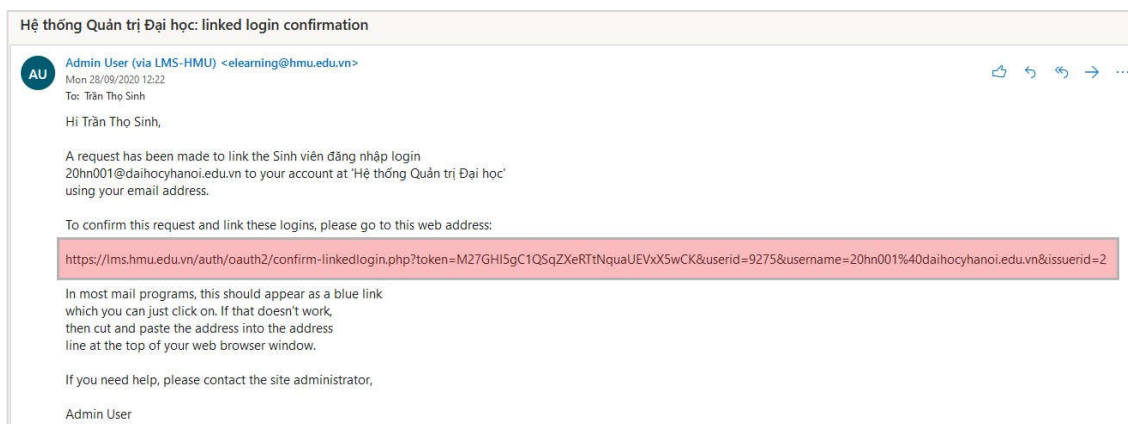 Hệ thống Quản trị Đại học: linked login confirmation
AU
Admin User (via LMS-HMU) <elearning@hmu.edu.vn>
Mon 28/09/2020 12:22
To: Trần Thọ Sinh
Hi Trần Thọ Sinh,
A request has been made to link the Sinh viên đăng nhập login
20hn001@daihocyhanoi.edu.vn to your account at 'Hệ thống Quản trị Đại học'
using your email address.
To confirm this request and link these logins, please go to this web address:
https://lms.hmu.edu.vn/auth/oauth2/confirm-linkedlogin.php?token=M27GHI5gC1QSqZXeRTtNquaUEVxX5wCK&userid=9275&username=20hn001%40daihocyhanoi.edu.vn&issuerid=2
In most mail programs, this should appear as a blue link
which you can just click on. If that doesn't work,
then cut and paste the address into the address
line at the top of your web browser window.
If you need help, please contact the site administrator,
Admin User